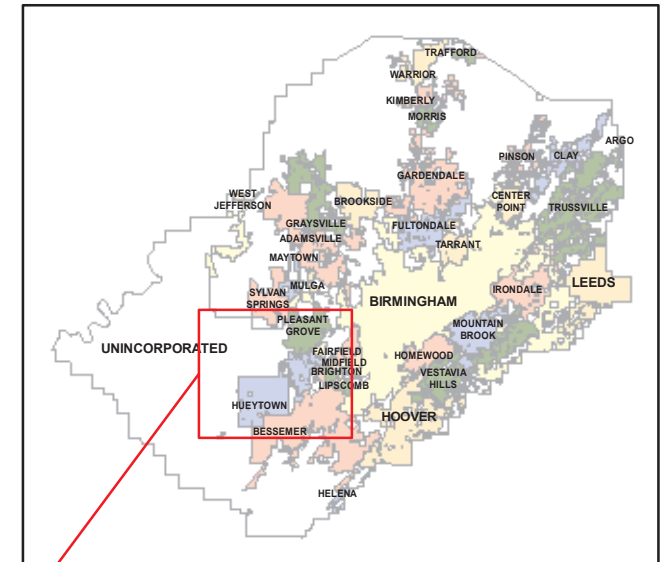 TRAFFORD
WARRIOR
KIMBERLY
MORRIS
ARGO
PINSON
CLAY
GARDENDALE
WEST
JEFFERSON
BROOKSIDE
CENTER
POINT
TRUSSVILLE
GRAYSVILLE
FULTONDALE
ADAMSVILLE
TARRANT
MAYTOWN
MULGA
SYLVAN
SPRINGS
BIRMINGHAM
IRONDALE
LEEDS
PLEASANT
GROVE
MOUNTAIN
BROOK
UNINCORPORATED
FAIRFIELD
MIDFIELD
HOMEWOOD
BRIGHTON
VESTAVIA
HILLS
LIPSCOMB
HUEYTOWN
HOOVER
BESSEMER
HELENA